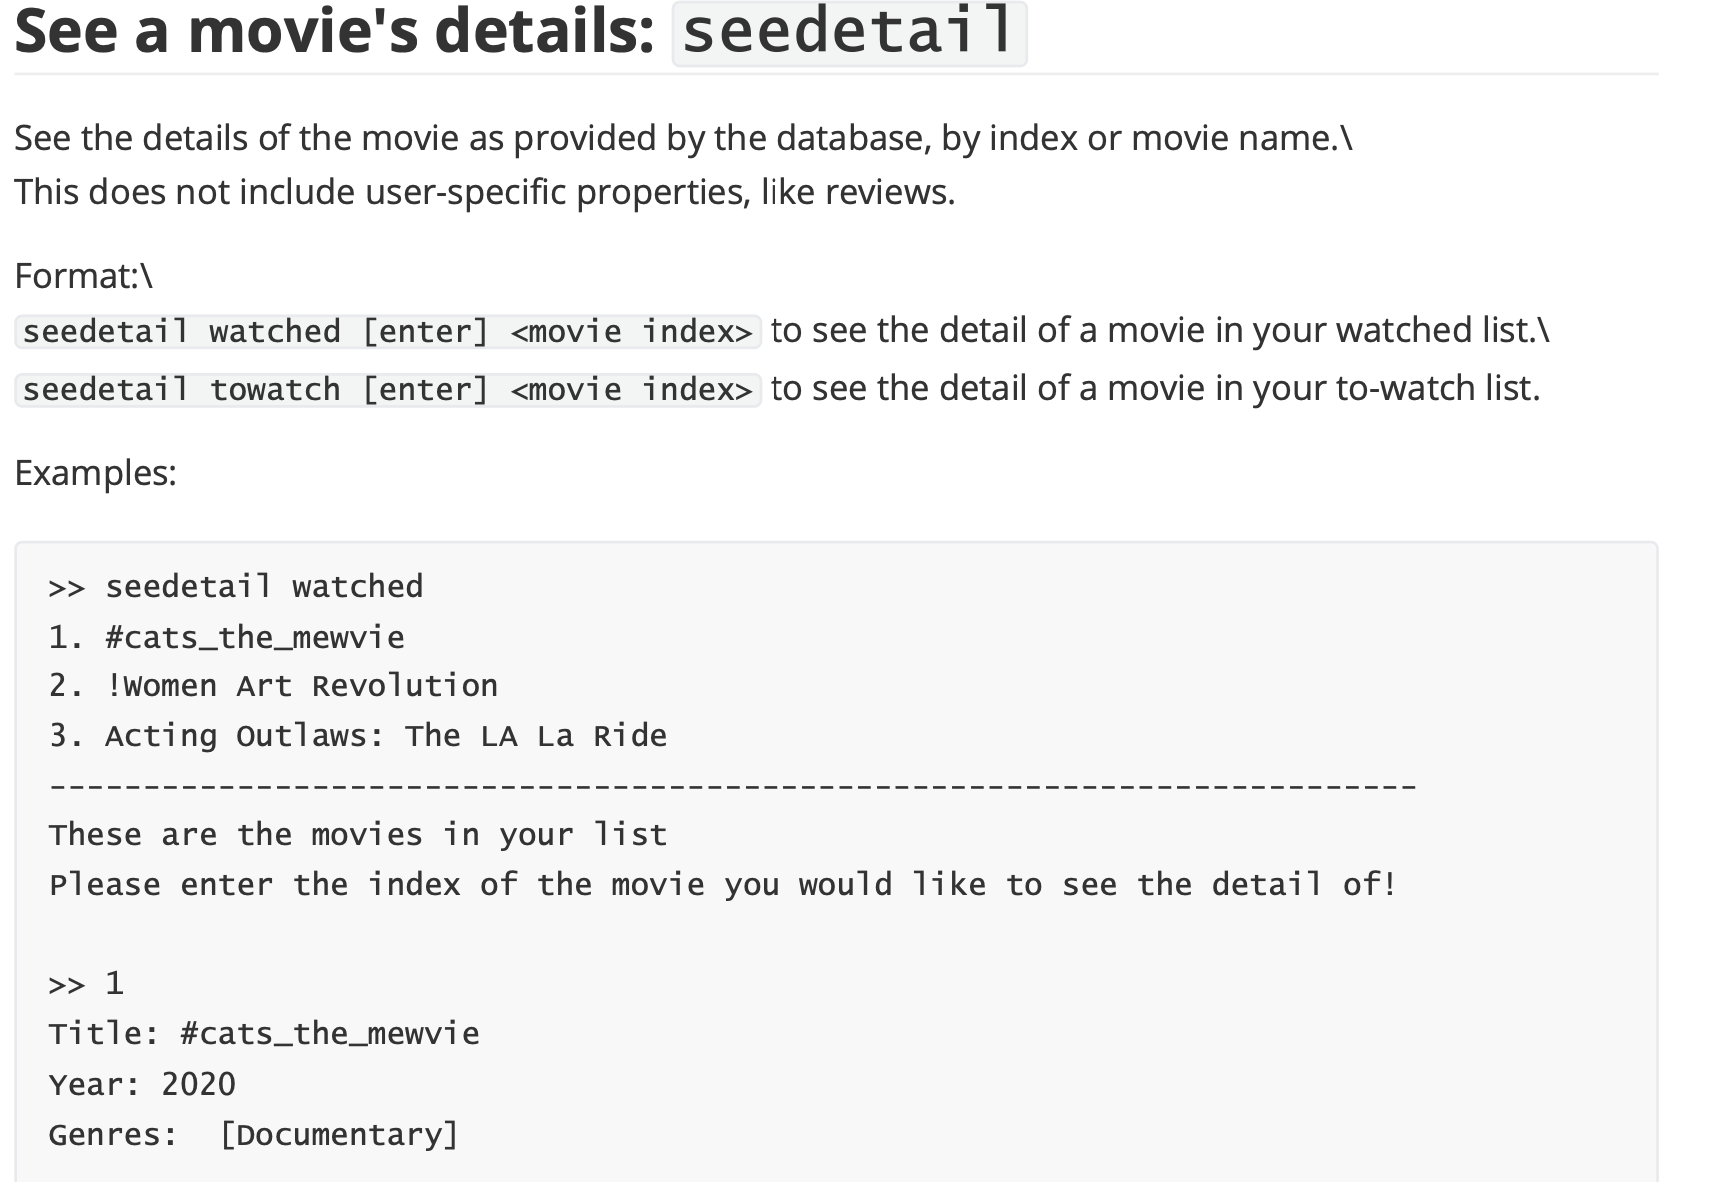 See a movie's details: seedetail
See the details of the movie as provided by the database, by index or movie name.\
This does not include user-specific properties, like reviews.
Format:\
seedetail watched [enter] <movie index> to see the detail of a movie in your watched list.\
seedetail towatch [enter] <movie index> to see the detail of a movie in your to-watch list.
Examples:
>> seedetail watched
1. #cats_the_mewvie
2. !Women Art Revolution
3. Acting Outlaws: The LA La Ride
-------------------------------------------------------------------------
These are the movies in your list
Please enter the index of the movie you would like to see the detail of!
>> 1
Title: #cats_the_mewvie
Year: 2020
Genres:  [Documentary]